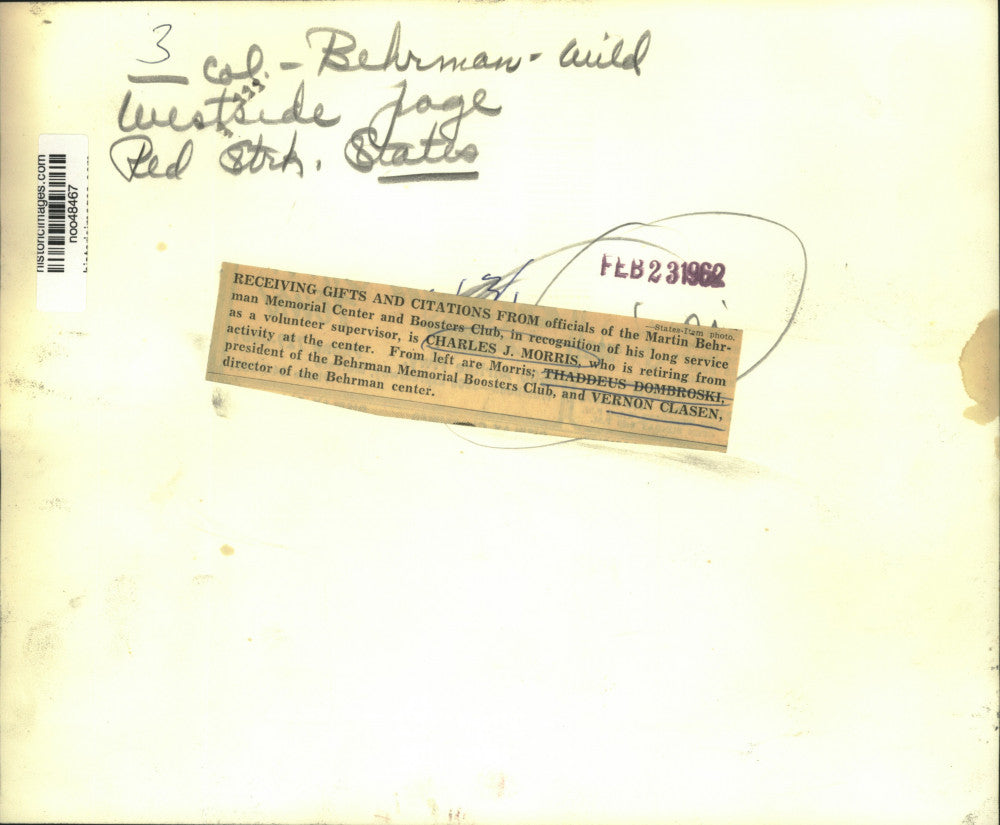 3 col. - Behrman - Wild
Westside page
Red Strk. States
historicimages.com
noo48467
FEB 23 1962
—States-Item photo.
RECEIVING GIFTS AND CITATIONS FROM officials of the Martin Behr-
man Memorial Center and Boosters Club, in recognition of his long service
as a volunteer supervisor, is CHARLES J. MORRIS, who is retiring from
activity at the center. From left are Morris; THADDEUS DOMBROSKI,
president of the Behrman Memorial Boosters Club, and VERNON CLASEN,
director of the Behrman center.